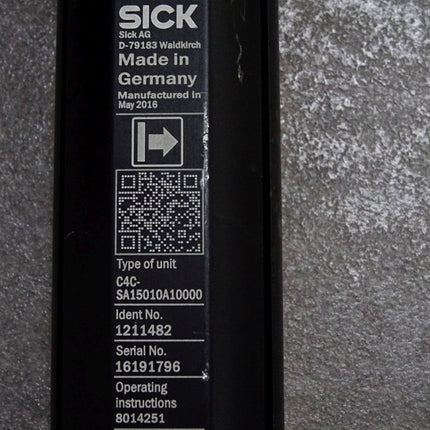 SICK
Sick AG
D-79183 Waldkirch
Made in
Germany
Manufactured in
May 2016
Type of unit
C4C-
SA15010A10000
Ident No.
1211482
Serial No.
16191796
Operating
instructions
8014251